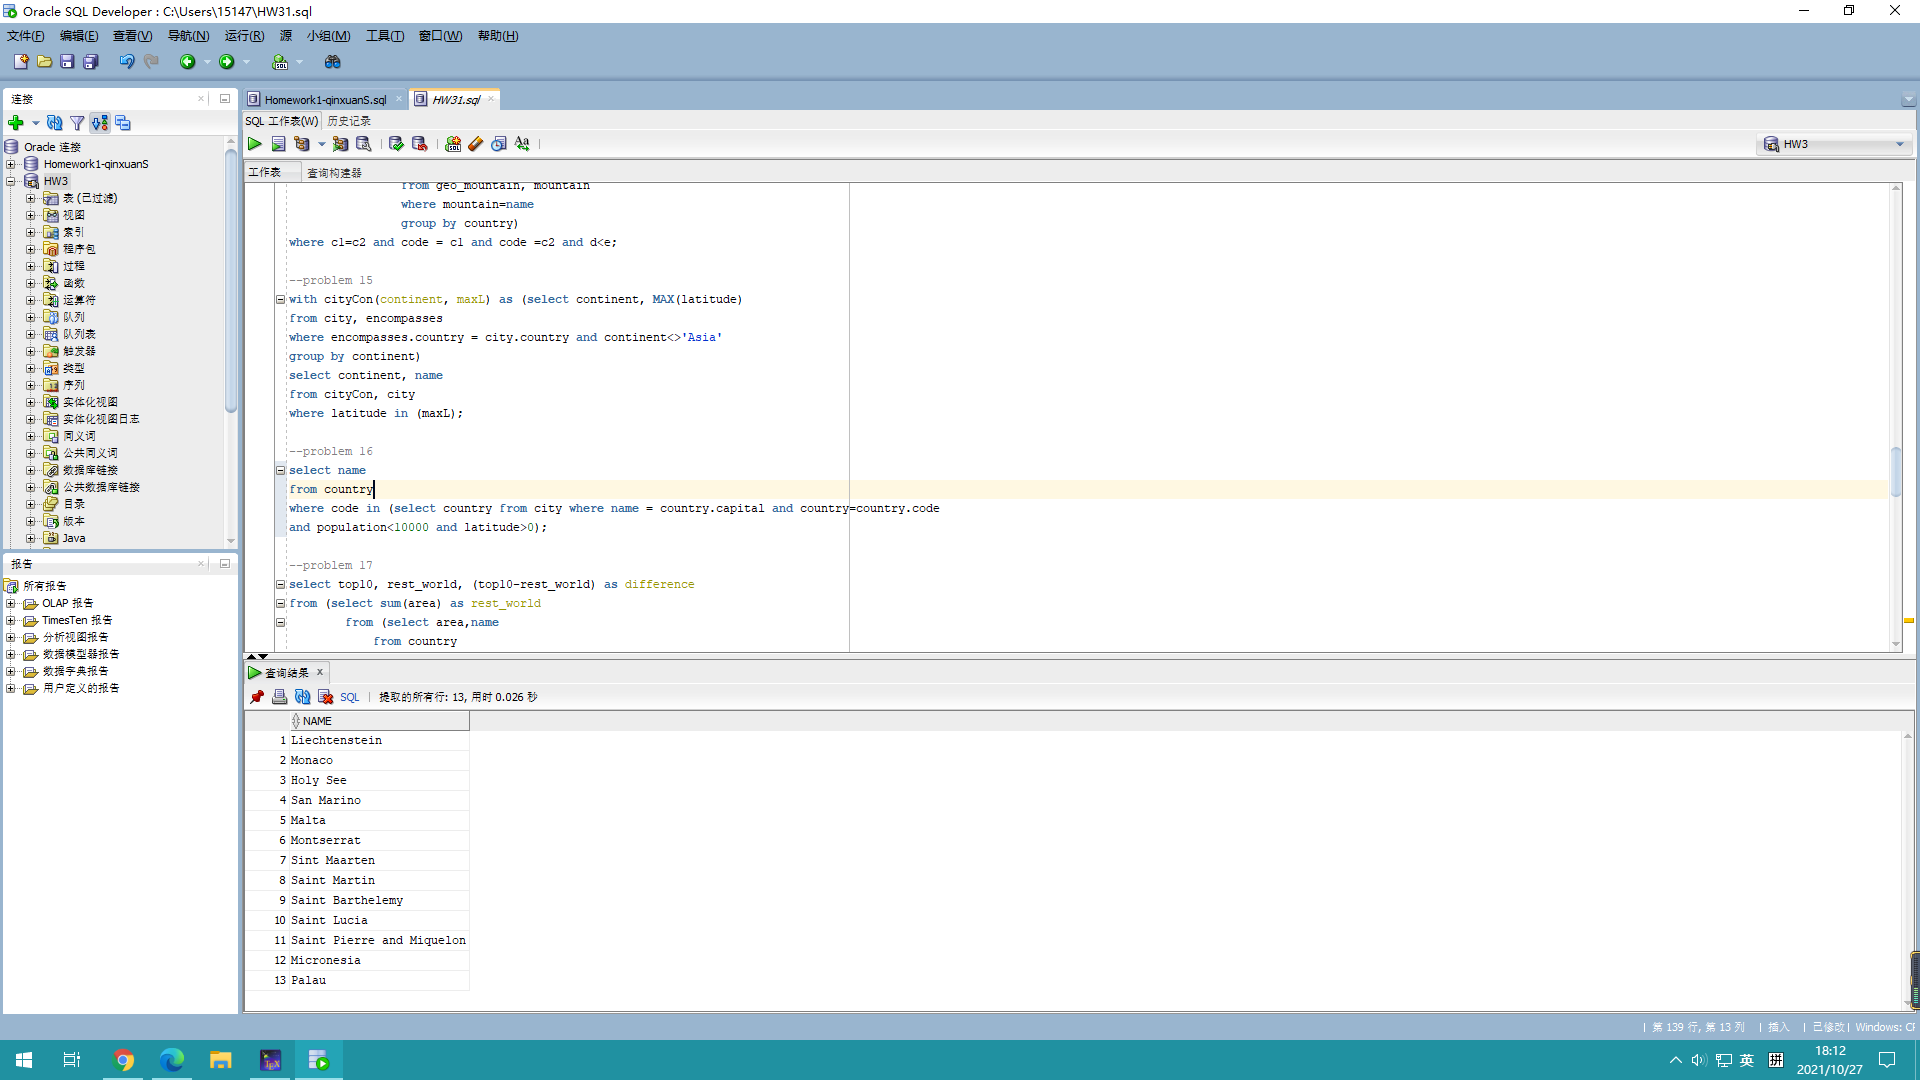 Oracle SQL Developer : C:\Users\15147\HW31.sql
文件(F) 编辑(E) 查看(V) 导航(N) 运行(R) 源 小组(M) 工具(T) 窗口(W) 帮助(H)
连接
Oracle 连接
Homework1-qinxuanS
HW3
表 (已过滤)
视图
索引
程序包
过程
函数
运算符
队列
队列表
触发器
类型
序列
实体化视图
实体化视图日志
同义词
公共同义词
数据库链接
公共数据库链接
目录
版本
Java
报告
所有报告
OLAP 报告
TimesTen 报告
分析视图报告
数据模型器报告
数据字典报告
用户定义的报告
Homework1-qinxuanS.sql HW31.sql
SQL 工作表(W) 历史记录
HW3
工作表 查询构建器
from geo_mountain, mountain
where mountain=name
group by country)
where c1=c2 and code = c1 and code =c2 and d<e;
--problem 15
with cityCon(continent, maxL) as (select continent, MAX(latitude)
from city, encompasses
where encompasses.country = city.country and continent<>'Asia'
group by continent)
select continent, name
from cityCon, city
where latitude in (maxL);
--problem 16
select name
from country
where code in (select country from city where name = country.capital and country=country.code
and population<10000 and latitude>0);
--problem 17
select top10, rest_world, (top10-rest_world) as difference
from (select sum(area) as rest_world
from (select area,name
from country
查询结果
SQL | 提取的所有行: 13, 用时 0.026 秒
NAME
1 Liechtenstein
2 Monaco
3 Holy See
4 San Marino
5 Malta
6 Montserrat
7 Sint Maarten
8 Saint Martin
9 Saint Barthelemy
10 Saint Lucia
11 Saint Pierre and Miquelon
12 Micronesia
13 Palau
| 第 139 行, 第 13 列 | 插入 | 已修改 | Windows: CF
英 拼
18:12
2021/10/27